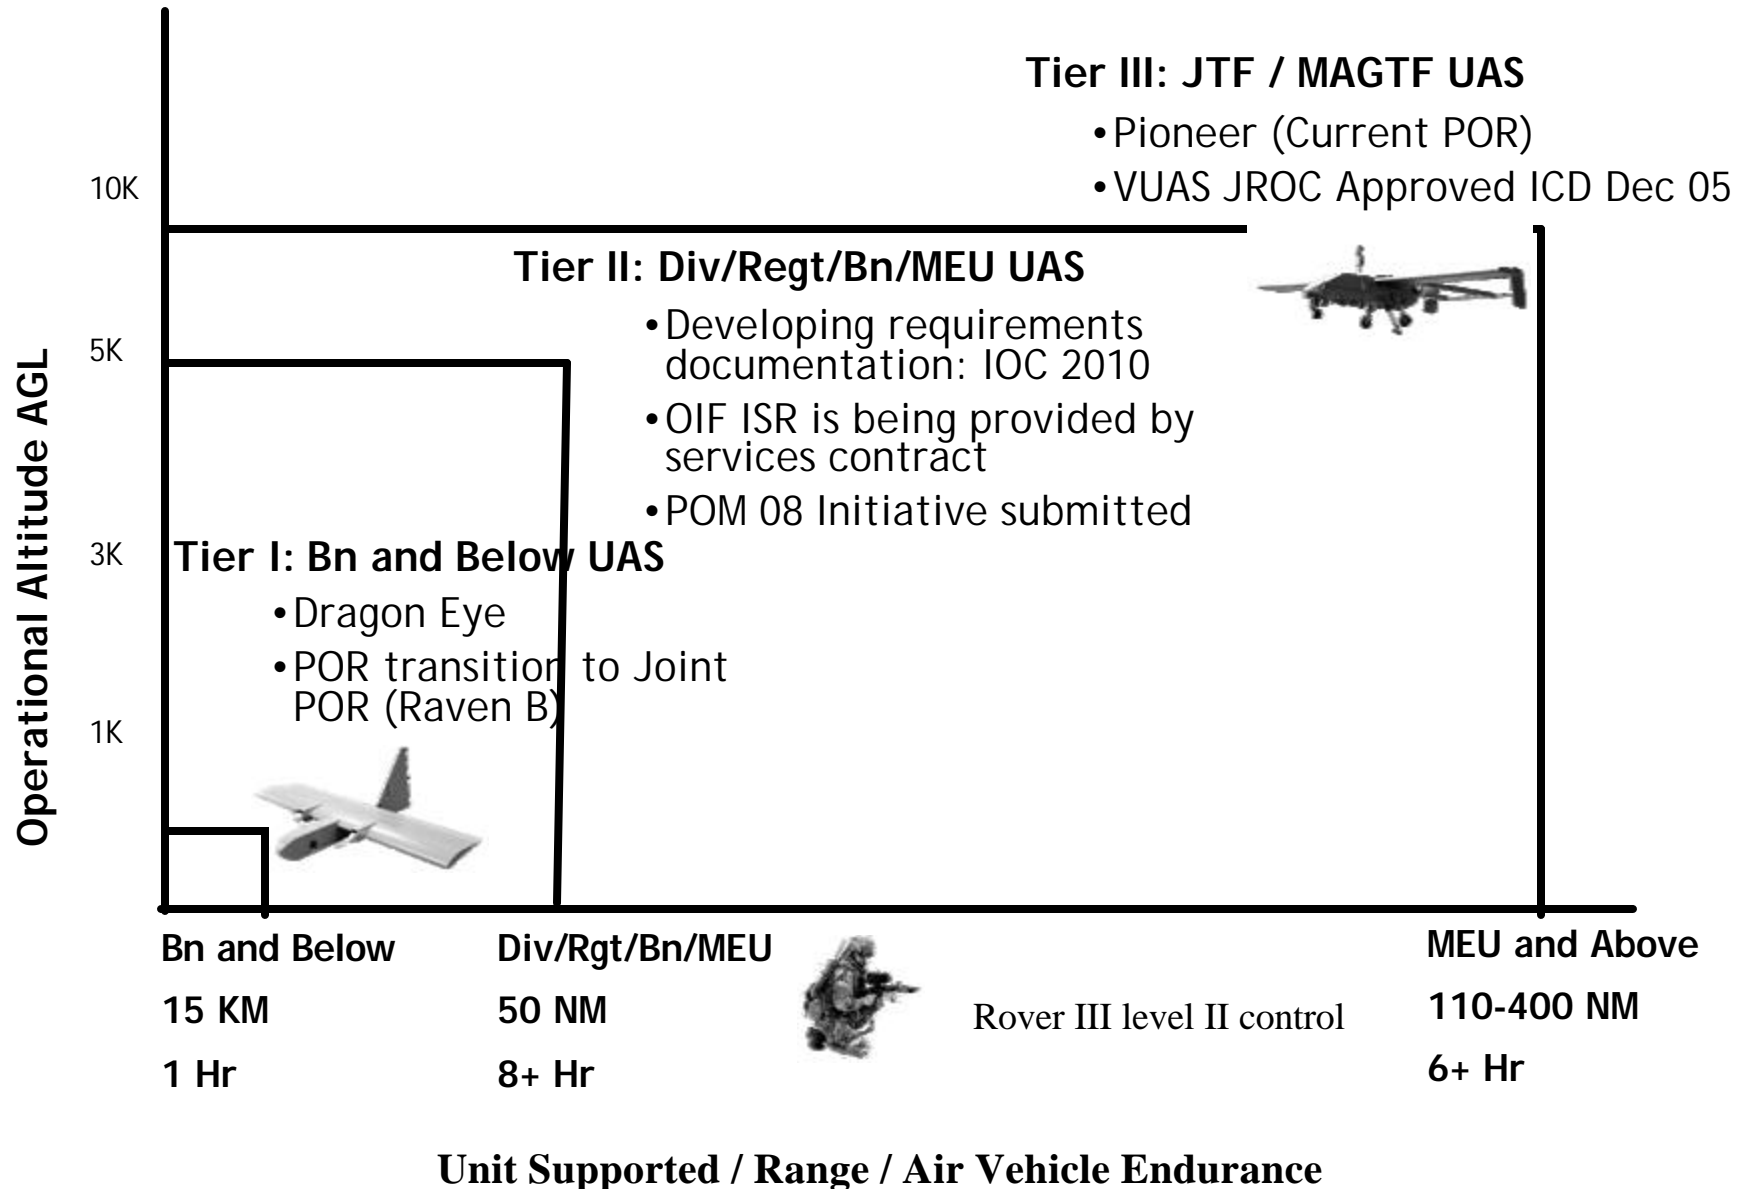 Tier III: JTF / MAGTF UAS
•Pioneer (Current POR)
•VUAS JROC Approved ICD Dec 05
10K
Tier II: Div/Regt/Bn/MEU UAS
•Developing requirements
documentation: IOC 2010
•OIF ISR is being provided by
services contract
•POM 08 Initiative submitted
5K
Operational Altitude AGL
3K
Tier I: Bn and Below UAS
•Dragon Eye
•POR transition to Joint
POR (Raven B)
1K
Bn and Below
15 KM
1 Hr
Div/Rgt/Bn/MEU
50 NM
8+ Hr
Rover III level II control
MEU and Above
110-400 NM
6+ Hr
Unit Supported / Range / Air Vehicle Endurance